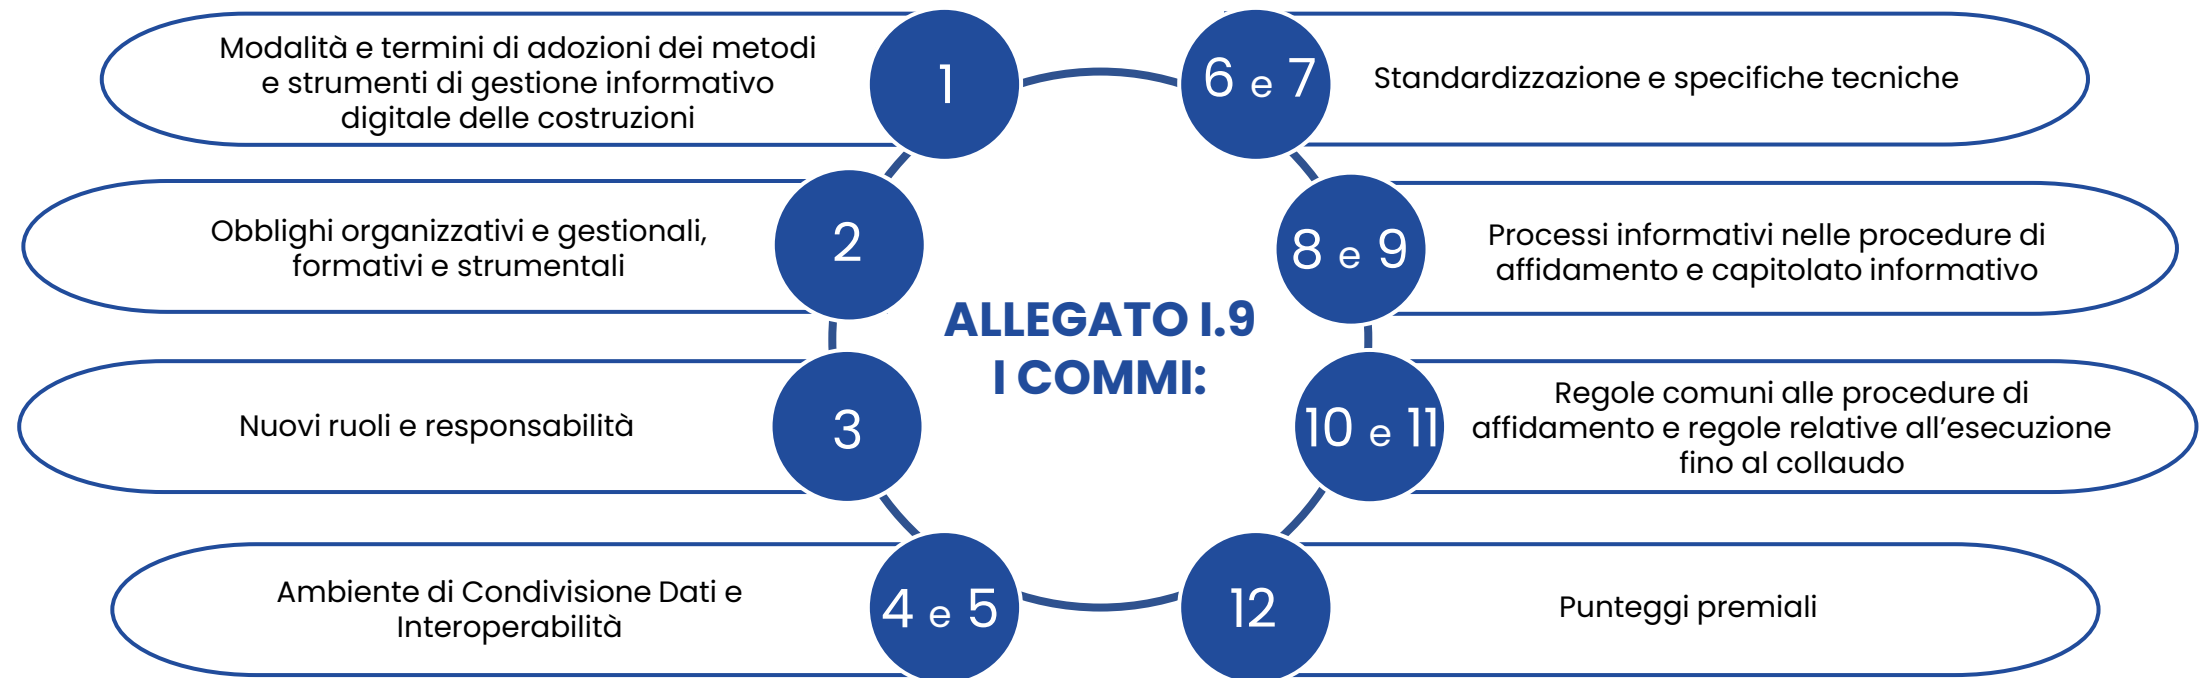 1
Modalità e termini di adozioni dei metodi
e strumenti di gestione informativo
digitale delle costruzioni
2
Obblighi organizzativi e gestionali,
formativi e strumentali
3
Nuovi ruoli e responsabilità
4 e 5
Ambiente di Condivisione Dati e
Interoperabilità
ALLEGATO I.9
I COMMI:
6 e 7
Standardizzazione e specifiche tecniche
8 e 9
Processi informativi nelle procedure di
affidamento e capitolato informativo
10 e 11
Regole comuni alle procedure di
affidamento e regole relative all'esecuzione
fino al collaudo
12
Punteggi premiali